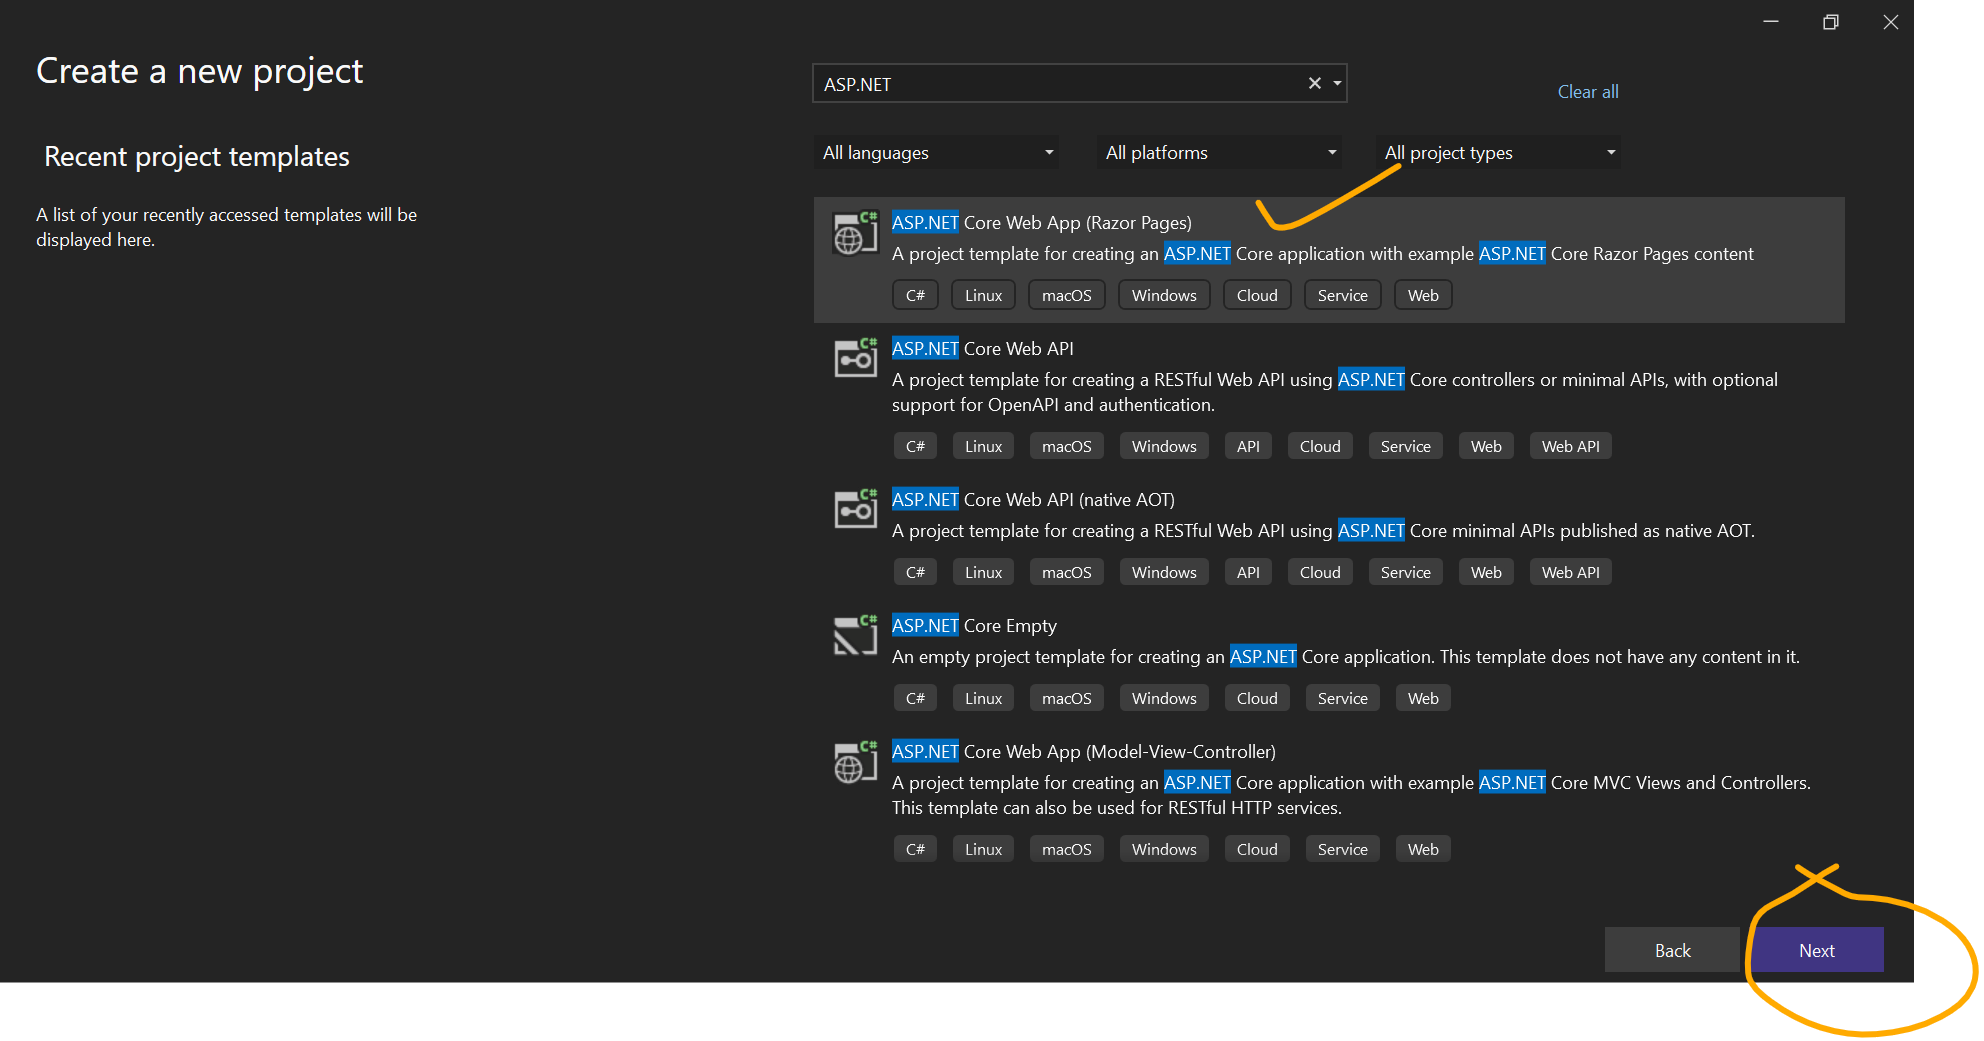 Create a new project
Recent project templates
A list of your recently accessed templates will be
displayed here.
ASP.NET
Clear all
All languages
All platforms
All project types
C#
ASP.NET Core Web App (Razor Pages)
A project template for creating an ASP.NET Core application with example ASP.NET Core Razor Pages content
C# Linux macOS Windows Cloud Service Web
C#
ASP.NET Core Web API
A project template for creating a RESTful Web API using ASP.NET Core controllers or minimal APIs, with optional
support for OpenAPI and authentication.
C# Linux macOS Windows API Cloud Service Web Web API
C#
ASP.NET Core Web API (native AOT)
A project template for creating a RESTful Web API using ASP.NET Core minimal APIs published as native AOT.
C# Linux macOS Windows API Cloud Service Web Web API
C#
ASP.NET Core Empty
An empty project template for creating an ASP.NET Core application. This template does not have any content in it.
C# Linux macOS Windows Cloud Service Web
C#
ASP.NET Core Web App (Model-View-Controller)
A project template for creating an ASP.NET Core application with example ASP.NET Core MVC Views and Controllers.
This template can also be used for RESTful HTTP services.
C# Linux macOS Windows Cloud Service Web
Back
Next